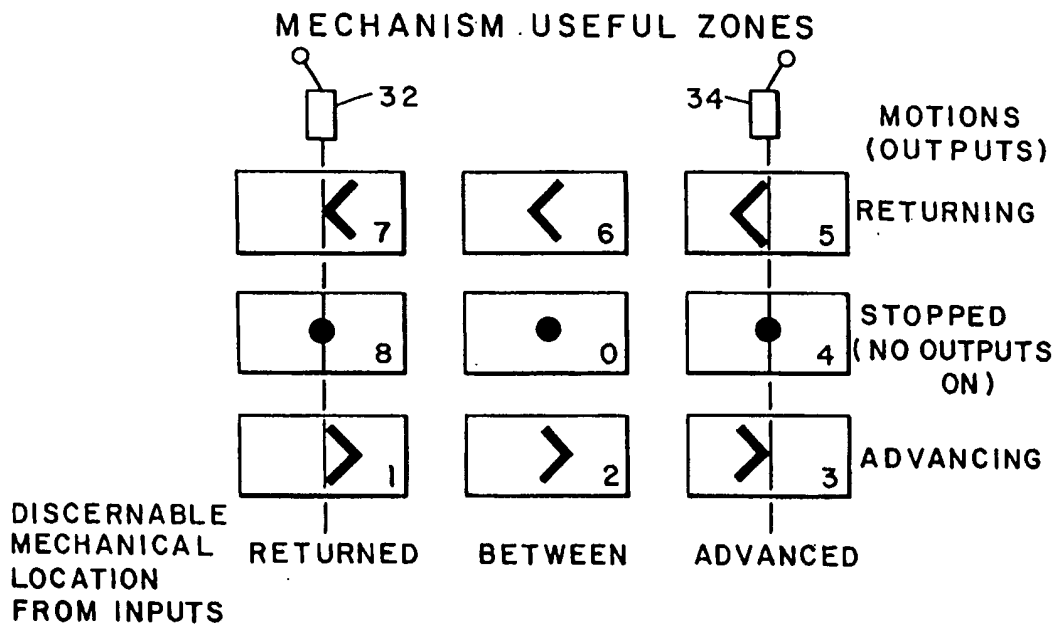 MECHANISM USEFUL ZONES
32
34
MOTIONS
(OUTPUTS)
7
6
5
RETURNING
8
0
4
STOPPED
(NO OUTPUTS
ON)
1
2
3
ADVANCING
DISCERNABLE
MECHANICAL
LOCATION
FROM INPUTS
RETURNED
BETWEEN
ADVANCED